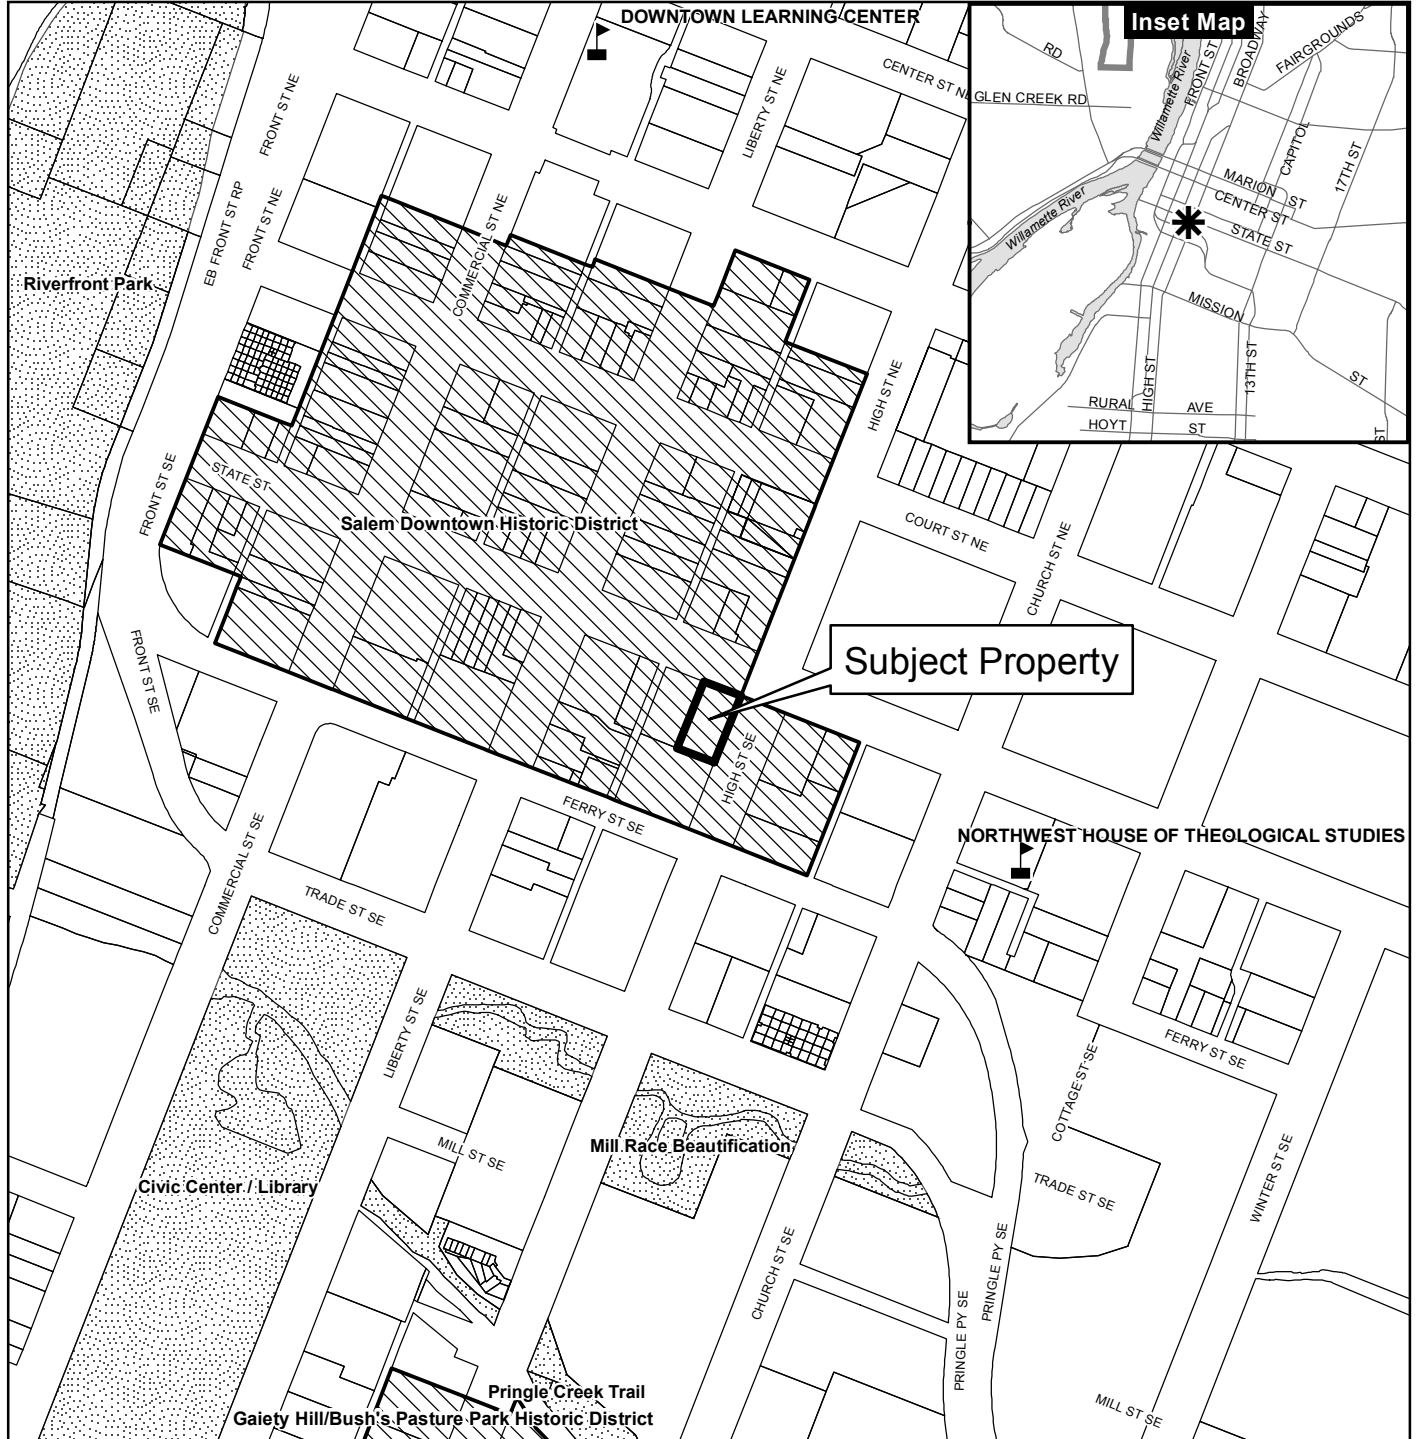 DOWNTOWN LEARNING CENTER
Inset Map
RD
GLEN CREEK RD
Willamette River
FRONT ST
BROADWAY
FAIRGROUNDS
CAPITOL
17TH ST
MARION ST
CENTER ST
STATE ST
Willamette River
MISSION ST
HIGH ST
13TH ST
RURAL AVE
HOYT ST
ST
FRONT ST NE
LIBERTY ST NE
CENTER ST NE
EB FRONT ST RP
FRONT ST NE
COMMERCIAL ST NE
Riverfront Park
HIGH ST NE
FRONT ST SE
STATE ST
Salem Downtown Historic District
COURT ST NE
CHURCH ST NE
FRONT ST SE
Subject Property
HIGH ST SE
FERRY ST SE
NORTHWEST HOUSE OF THEOLOGICAL STUDIES
COMMERCIAL ST SE
TRADE ST SE
LIBERTY ST SE
FERRY ST SE
COTTAGE ST SE
MILL ST SE
Mill Race Beautification
Civic Center / Library
TRADE ST SE
WINTER ST SE
CHURCH ST SE
PRINGLE PY SE
PRINGLE PY SE
Pringle Creek Trail
Gaiety Hill/Bush's Pasture Park Historic District
MILL ST SE